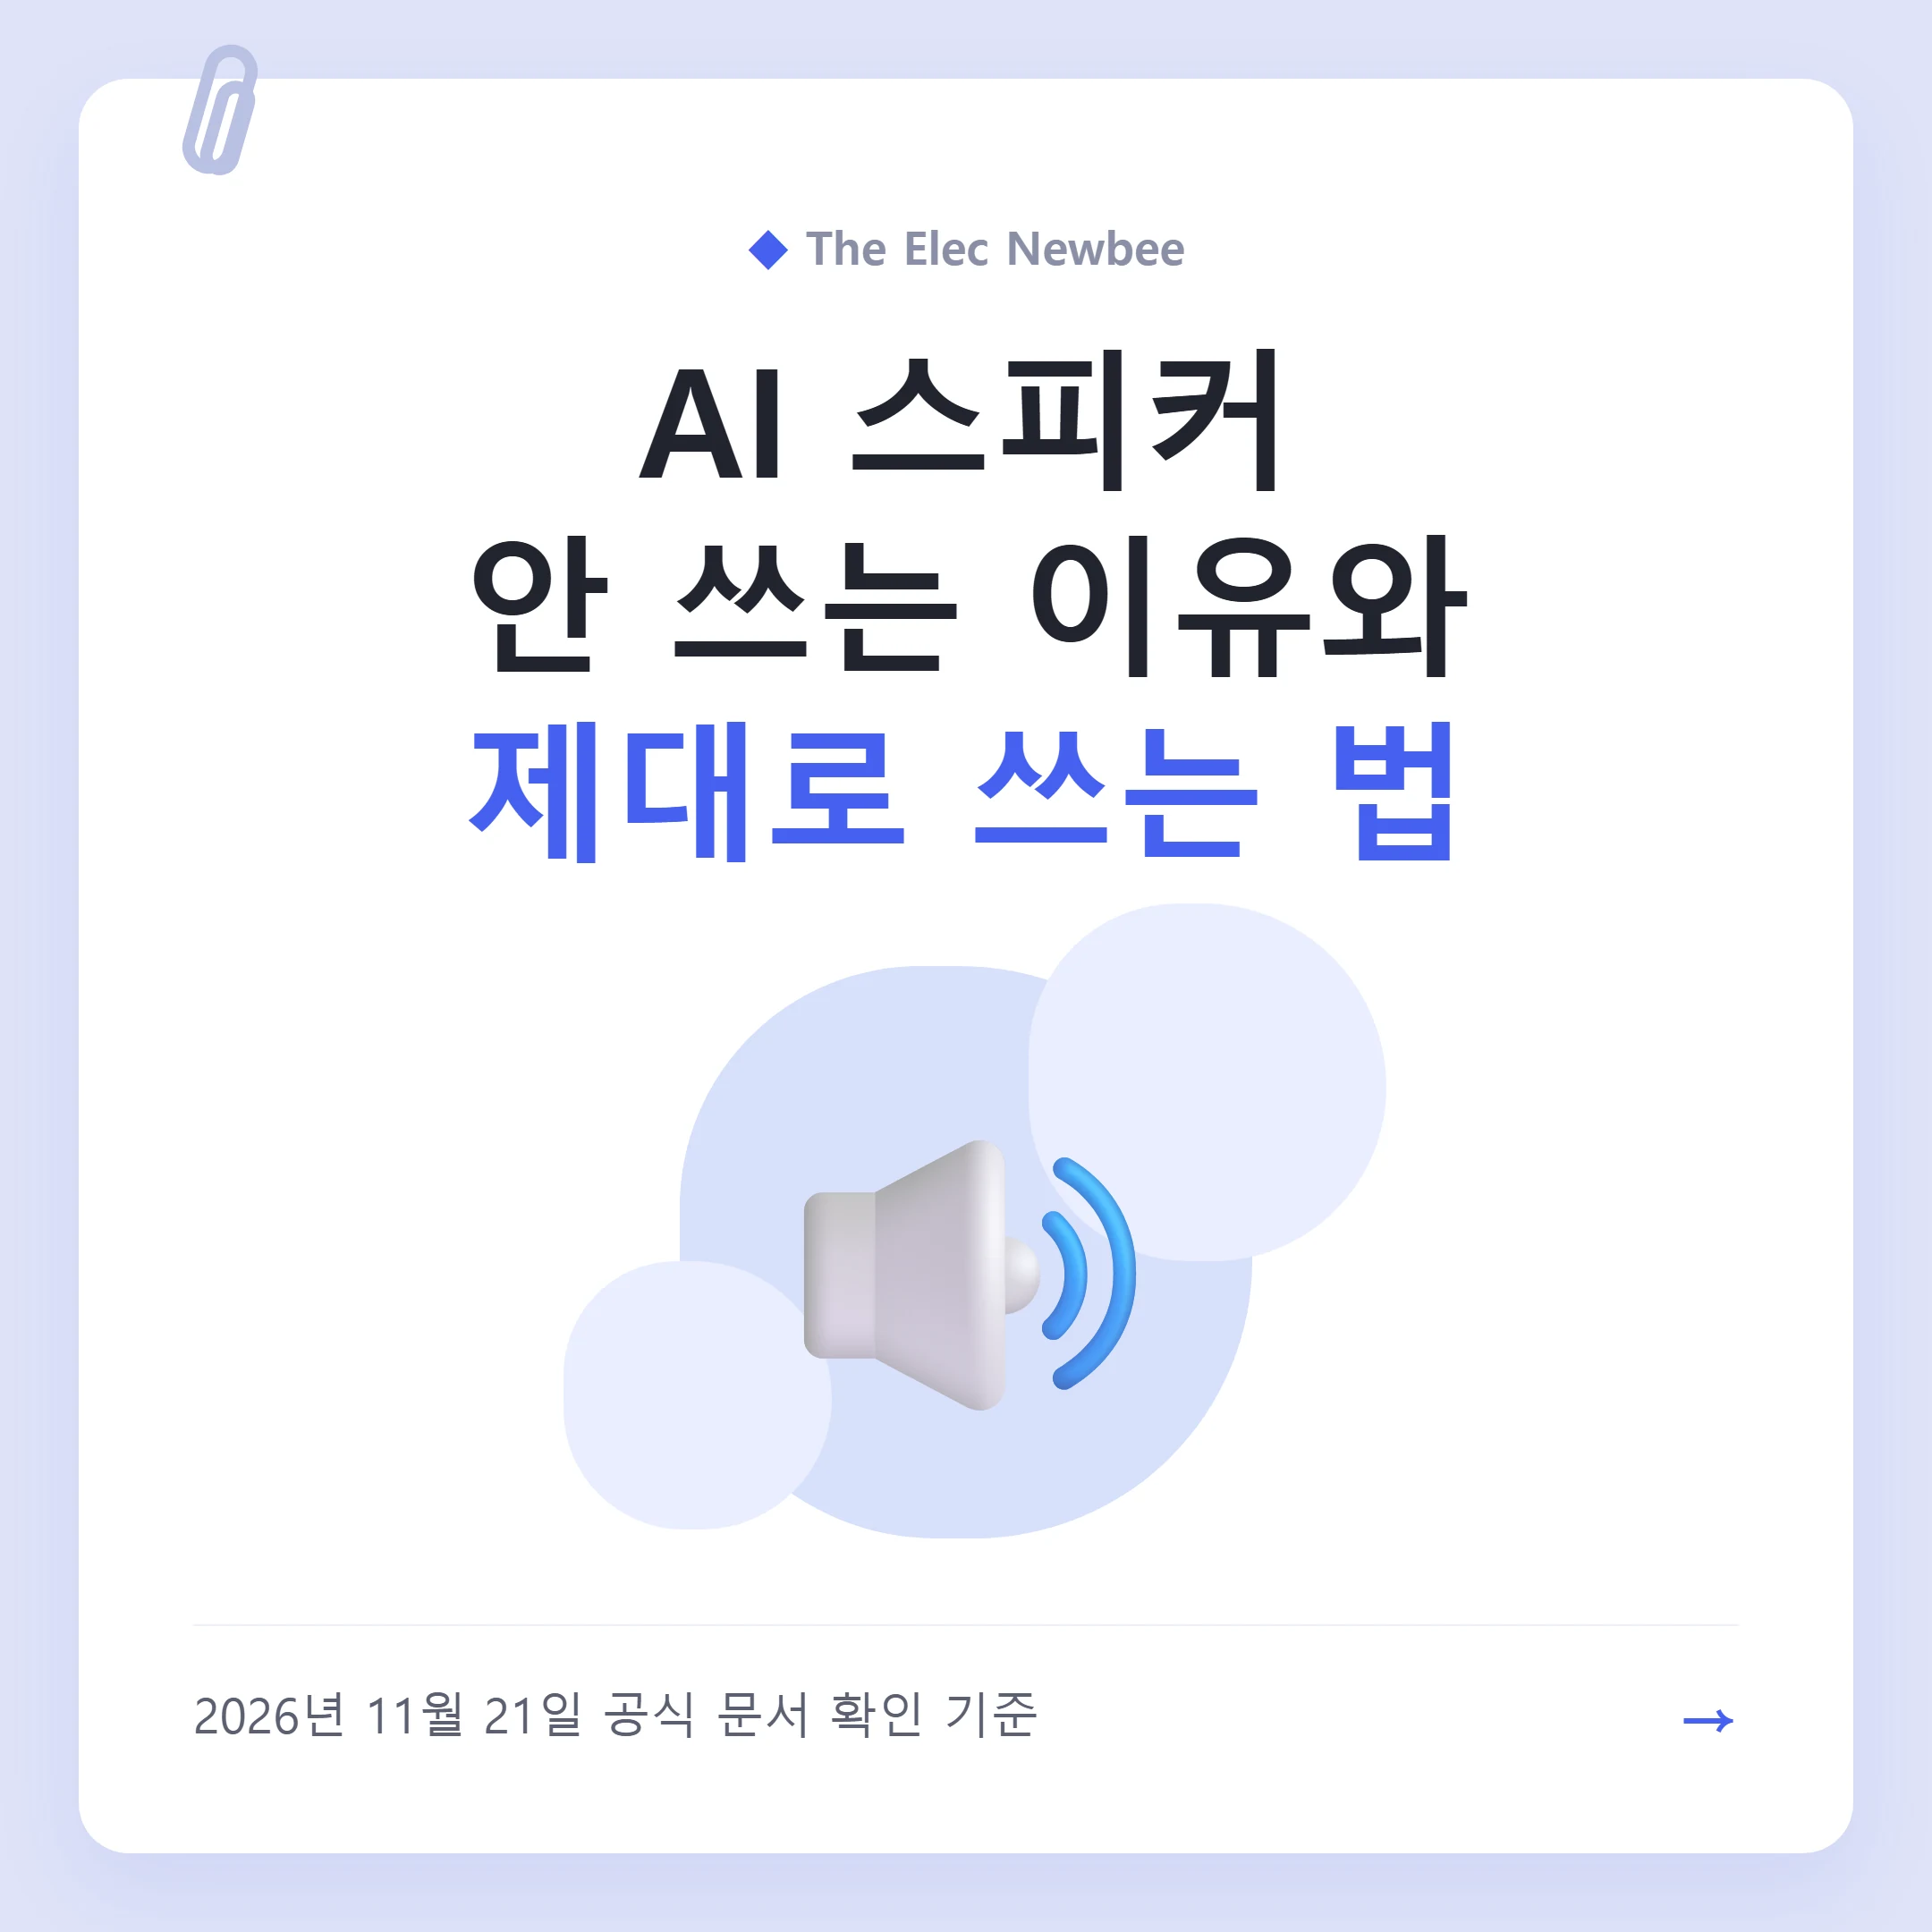 The Elec Newbee
AI 스피커
안 쓰는 이유와
제대로 쓰는 법
2026년 11월 21일 공식 문서 확인 기준
→